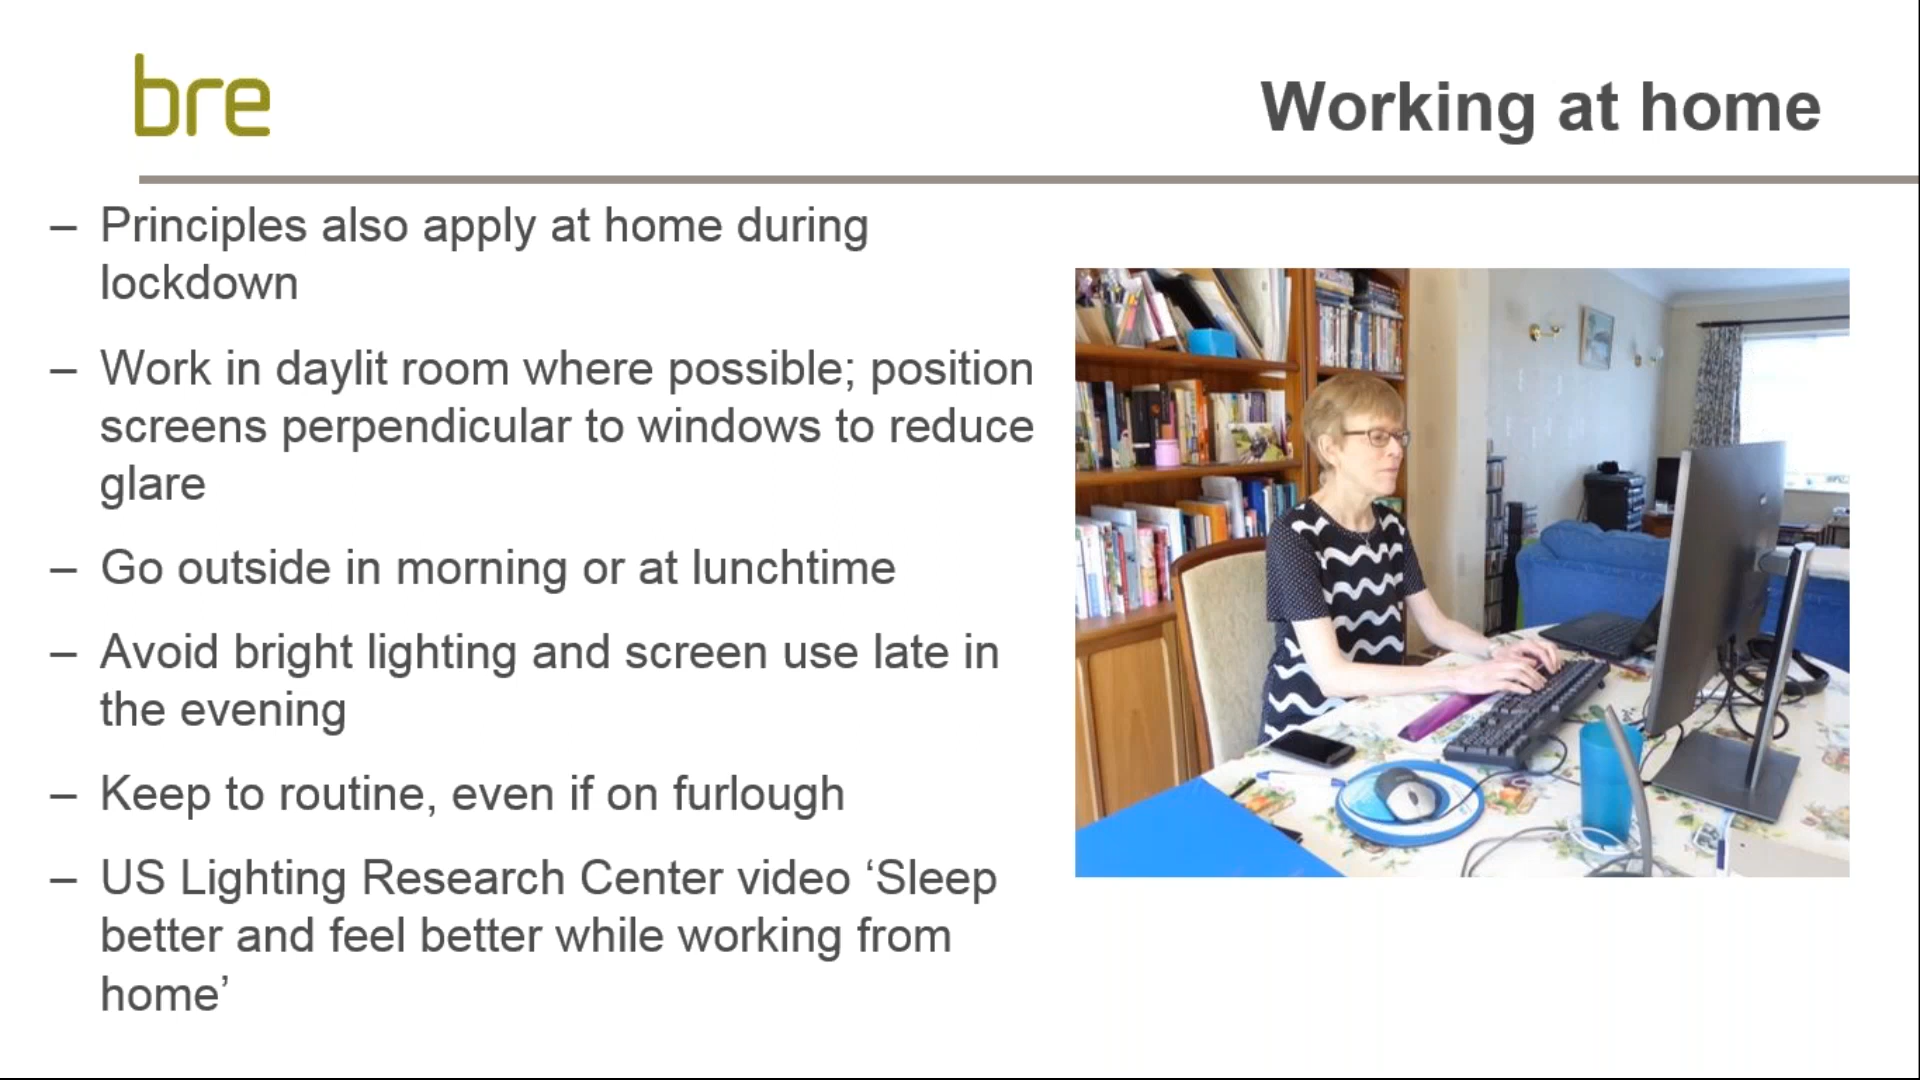 bre
Working at home
– Principles also apply at home during
lockdown
– Work in daylit room where possible; position
screens perpendicular to windows to reduce
glare
– Go outside in morning or at lunchtime
– Avoid bright lighting and screen use late in
the evening
– Keep to routine, even if on furlough
– US Lighting Research Center video ‘Sleep
better and feel better while working from
home’